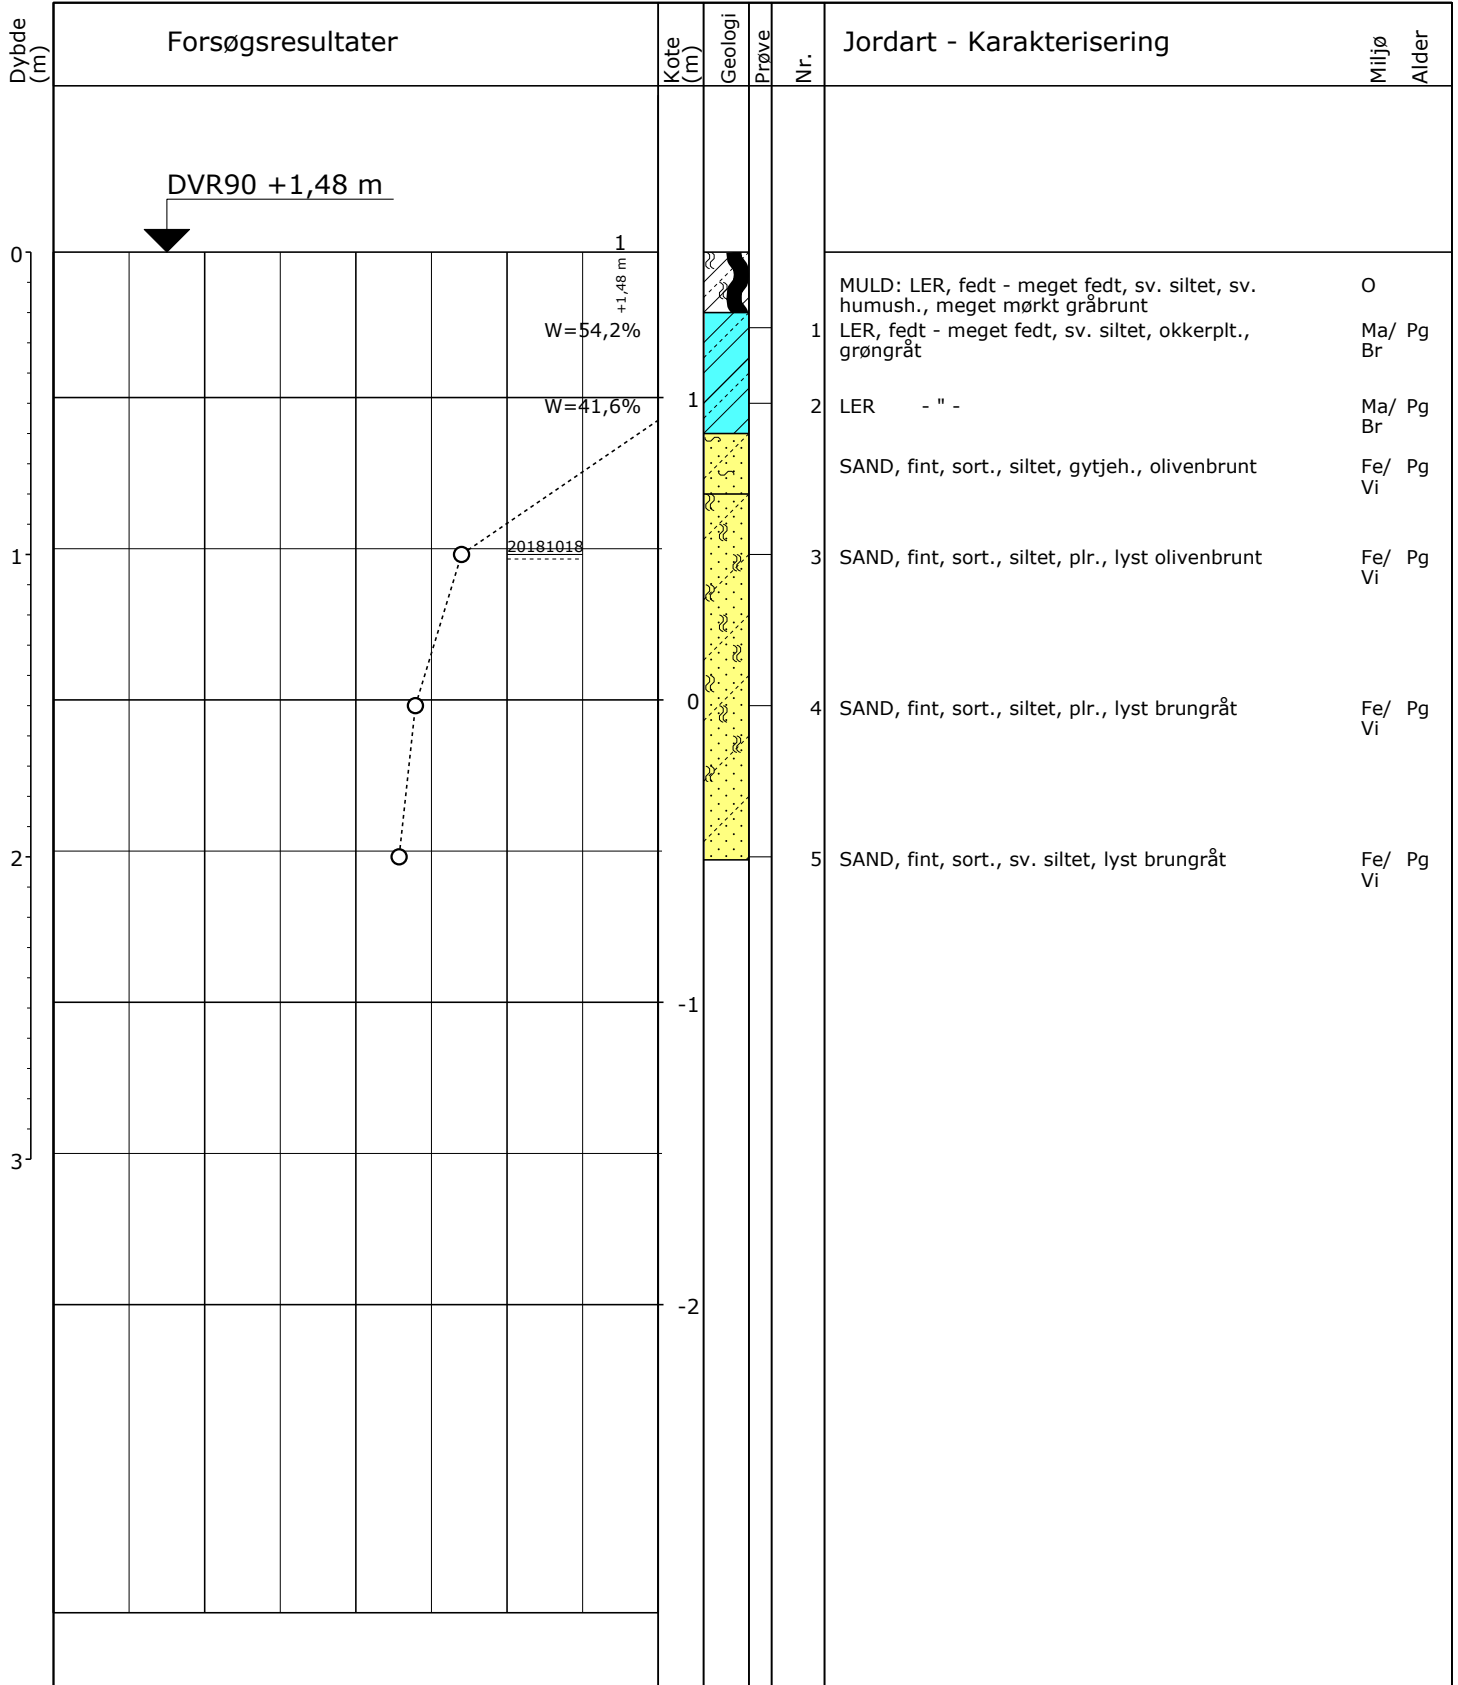 Dybde
(m)
Forsøgsresultater
Kote
(m)
Geologi
Prøve
Nr.
Jordart - Karakterisering
Miljø
Alder
DVR90 +1,48 m
0
1
+1,48 m
MULD: LER, fedt - meget fedt, sv. siltet, sv. O
humush., meget mørkt gråbrunt
W=54,2% 1 LER, fedt - meget fedt, sv. siltet, okkerplt., Ma/ Pg
grøngråt Br
W=41,6% 1 2 LER - " - Ma/ Pg
Br
SAND, fint, sort., siltet, gytjeh., olivenbrunt Fe/ Pg
Vi
1 20181018 3 SAND, fint, sort., siltet, plr., lyst olivenbrunt Fe/ Pg
Vi
0 4 SAND, fint, sort., siltet, plr., lyst brungråt Fe/ Pg
Vi
2 5 SAND, fint, sort., sv. siltet, lyst brungråt Fe/ Pg
Vi
-1
3
-2